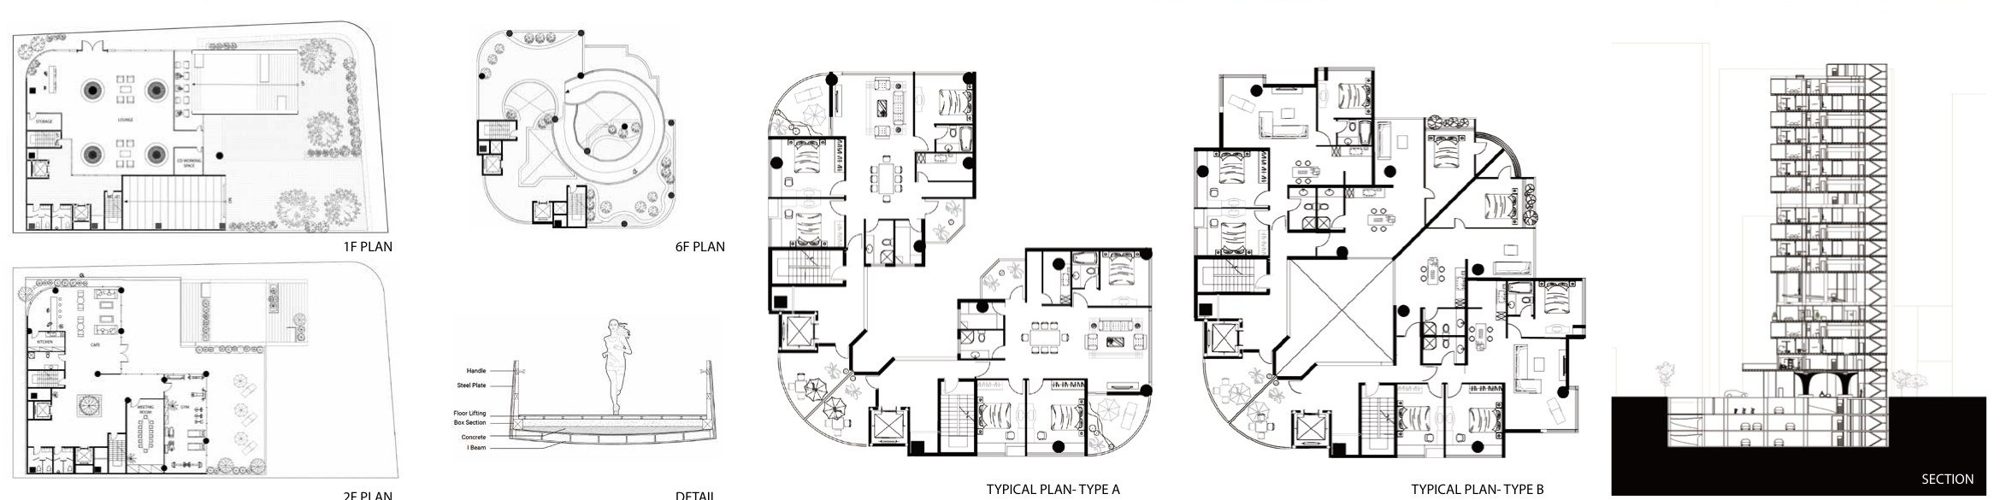 STORAGE
LOUNGE
CO-WORKING
SPACE
1F PLAN
KITCHEN
CAFE
MEETING
ROOM
GYM
2F PLAN
6F PLAN
Handle
Steel Plate
Floor Lifting
Box Section
Concrete
I Beam
DETAIL
TYPICAL PLAN- TYPE A
TYPICAL PLAN- TYPE B
SECTION